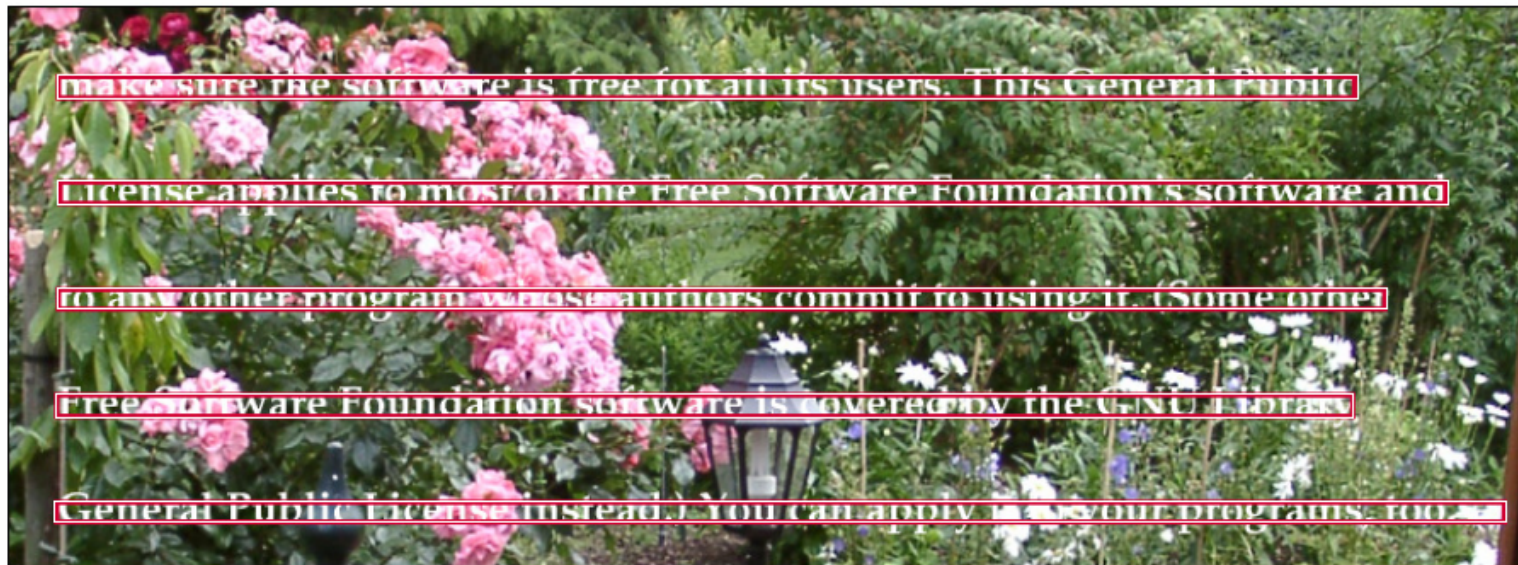 make sure the software is free for all its users. This General Public
License applies to most of the Free Software Foundation's software and
to any other program whose authors commit to using it. (Some other
Free Software Foundation software is covered by the GNU Library
General Public License instead.) You can apply it to your programs, too.